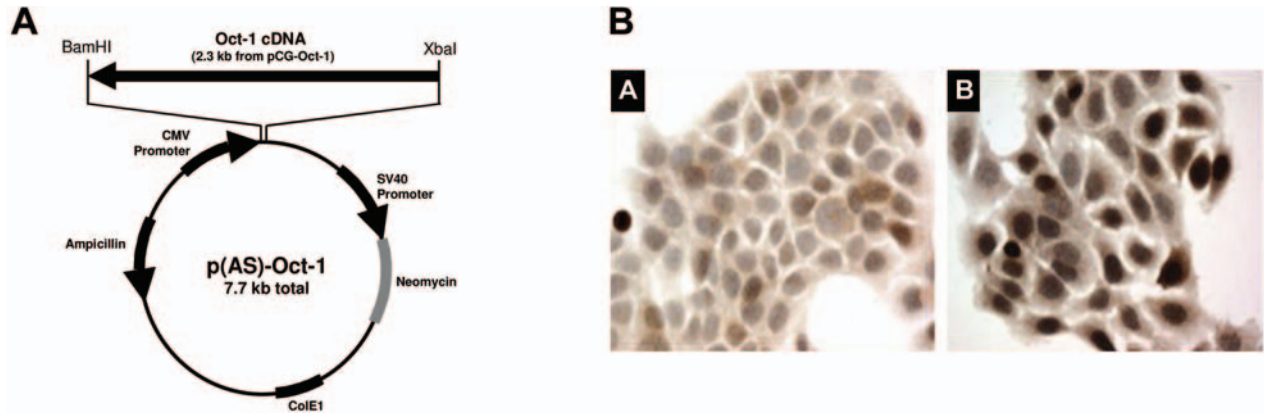 A
BamHI
Oct-1 cDNA
(2.3 kb from pCG-Oct-1)
XbaI
CMV
Promoter
SV40
Promoter
Ampicillin
p(AS)-Oct-1
7.7 kb total
Neomycin
ColE1
B
A
B